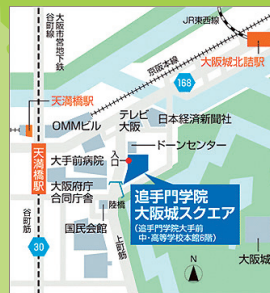 JR東西線
大阪市営地下鉄
谷町線
京阪本線
大阪城北詰駅
168
天満橋駅
OMMビル
テレビ
大阪
日本経済新聞社
ドーンセンター
大手前病院
入口
天満橋駅
大阪府庁
合同庁舎
陸橋
追手門学院
大阪城スクエア
(追手門学院大手前
中・高等学校本館6階)
国民会館
谷町筋
上町筋
30
N
大阪城